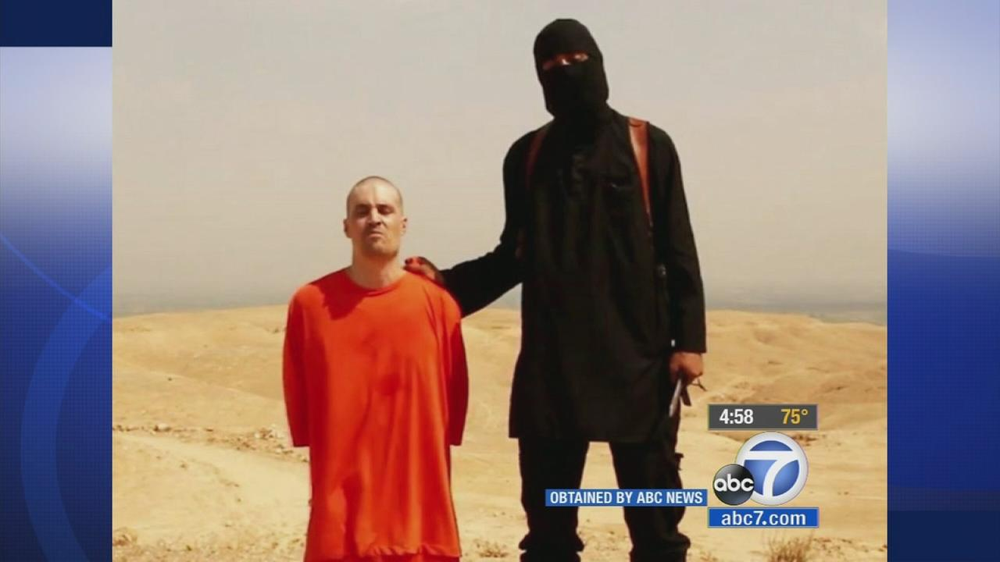 4:58 75°
abc 7
OBTAINED BY ABC NEWS
abc7.com